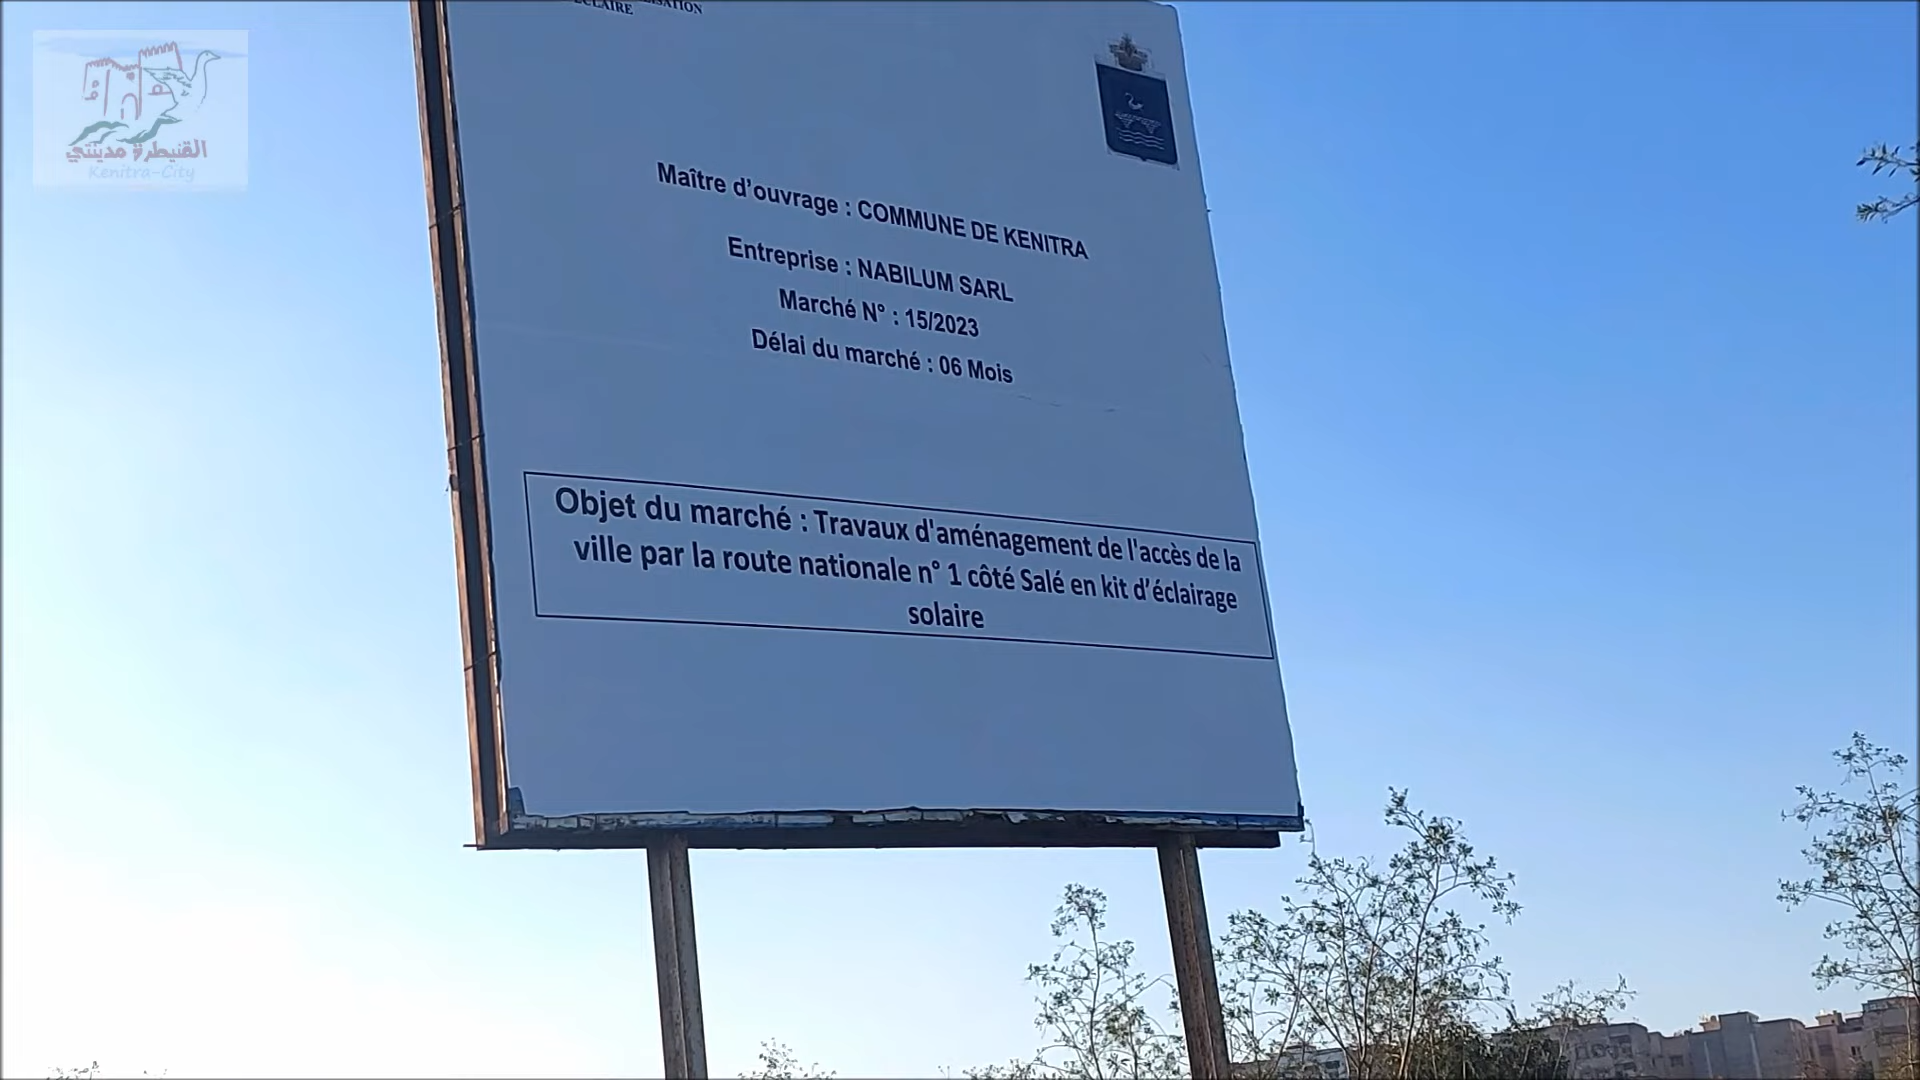 القنيطرة مدينتي
Kenitra-City
Maître d'ouvrage : COMMUNE DE KENITRA
Entreprise : NABILUM SARL
Marché N° : 15/2023
Délai du marché : 06 Mois
Objet du marché : Travaux d'aménagement de l'accès de la
ville par la route nationale n° 1 côté Salé en kit d'éclairage
solaire